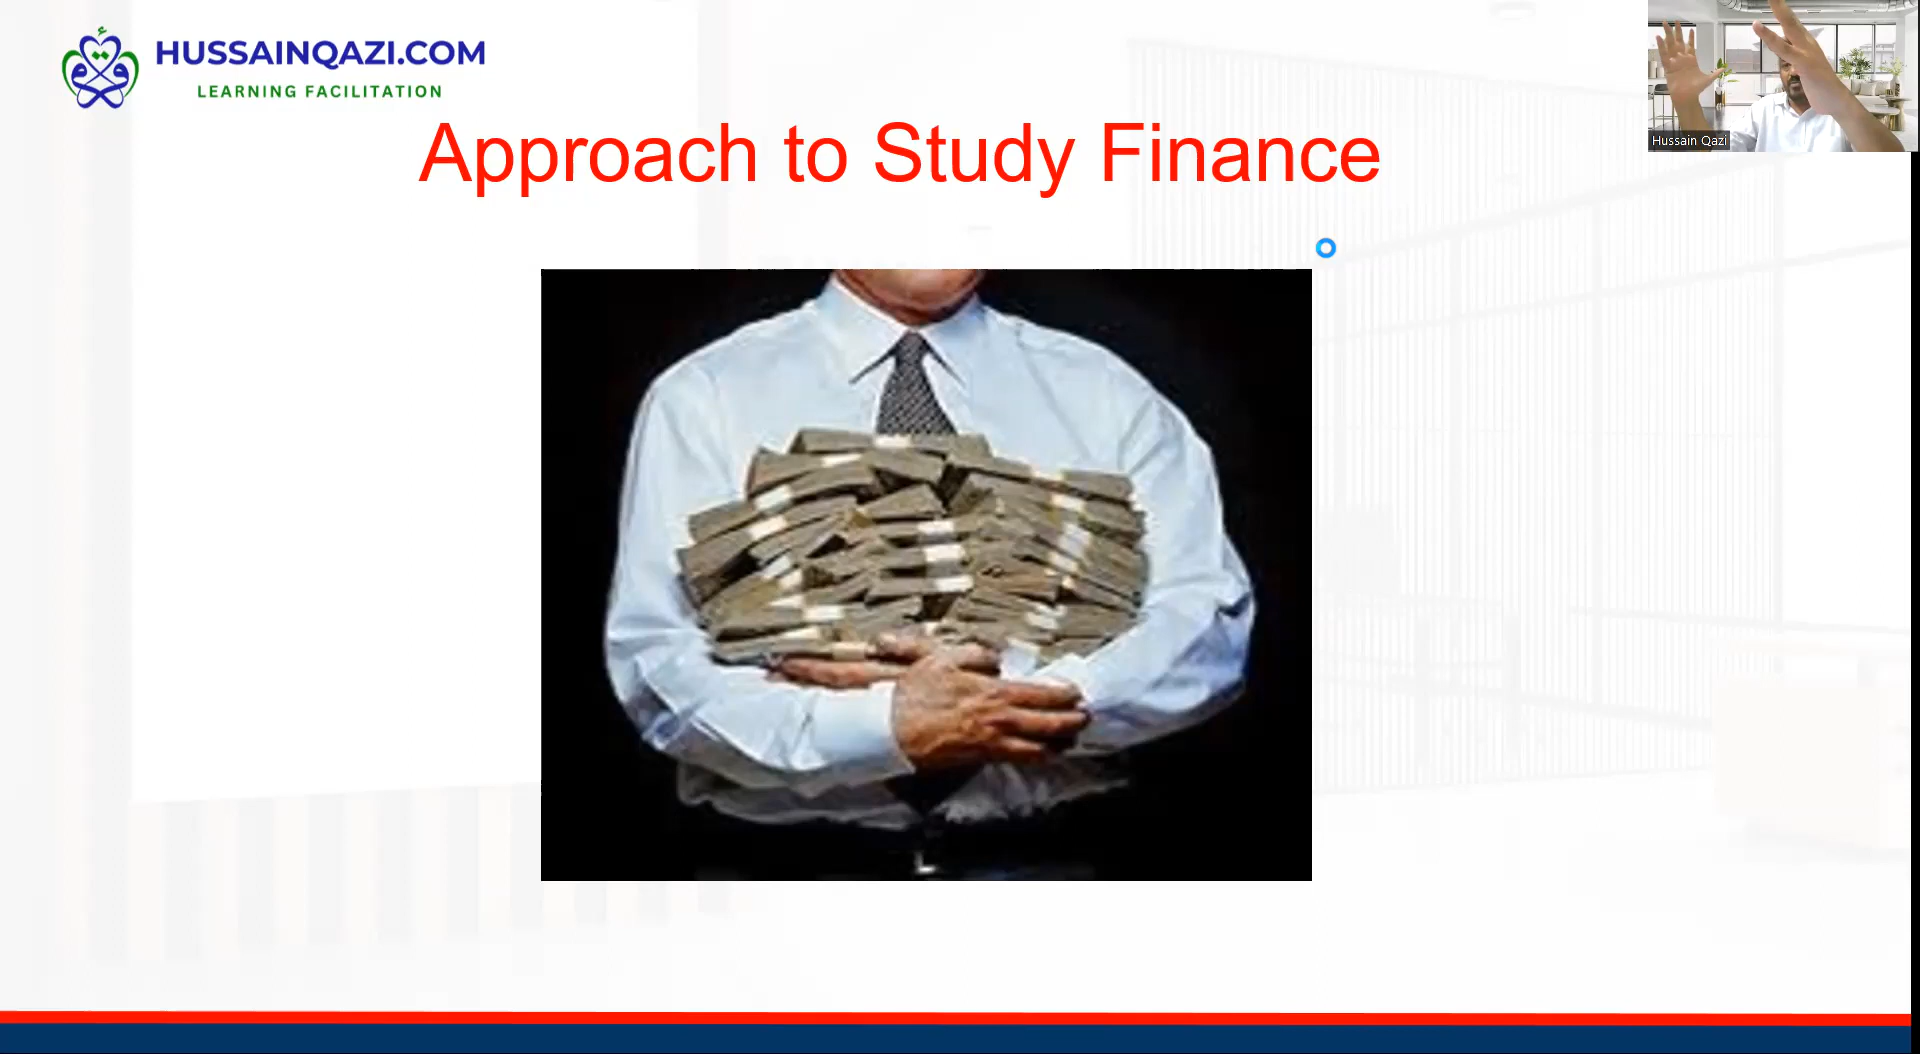 HUSSAINQAZI.COM
LEARNING FACILITATION
Approach to Study Finance
Hussain Qazi